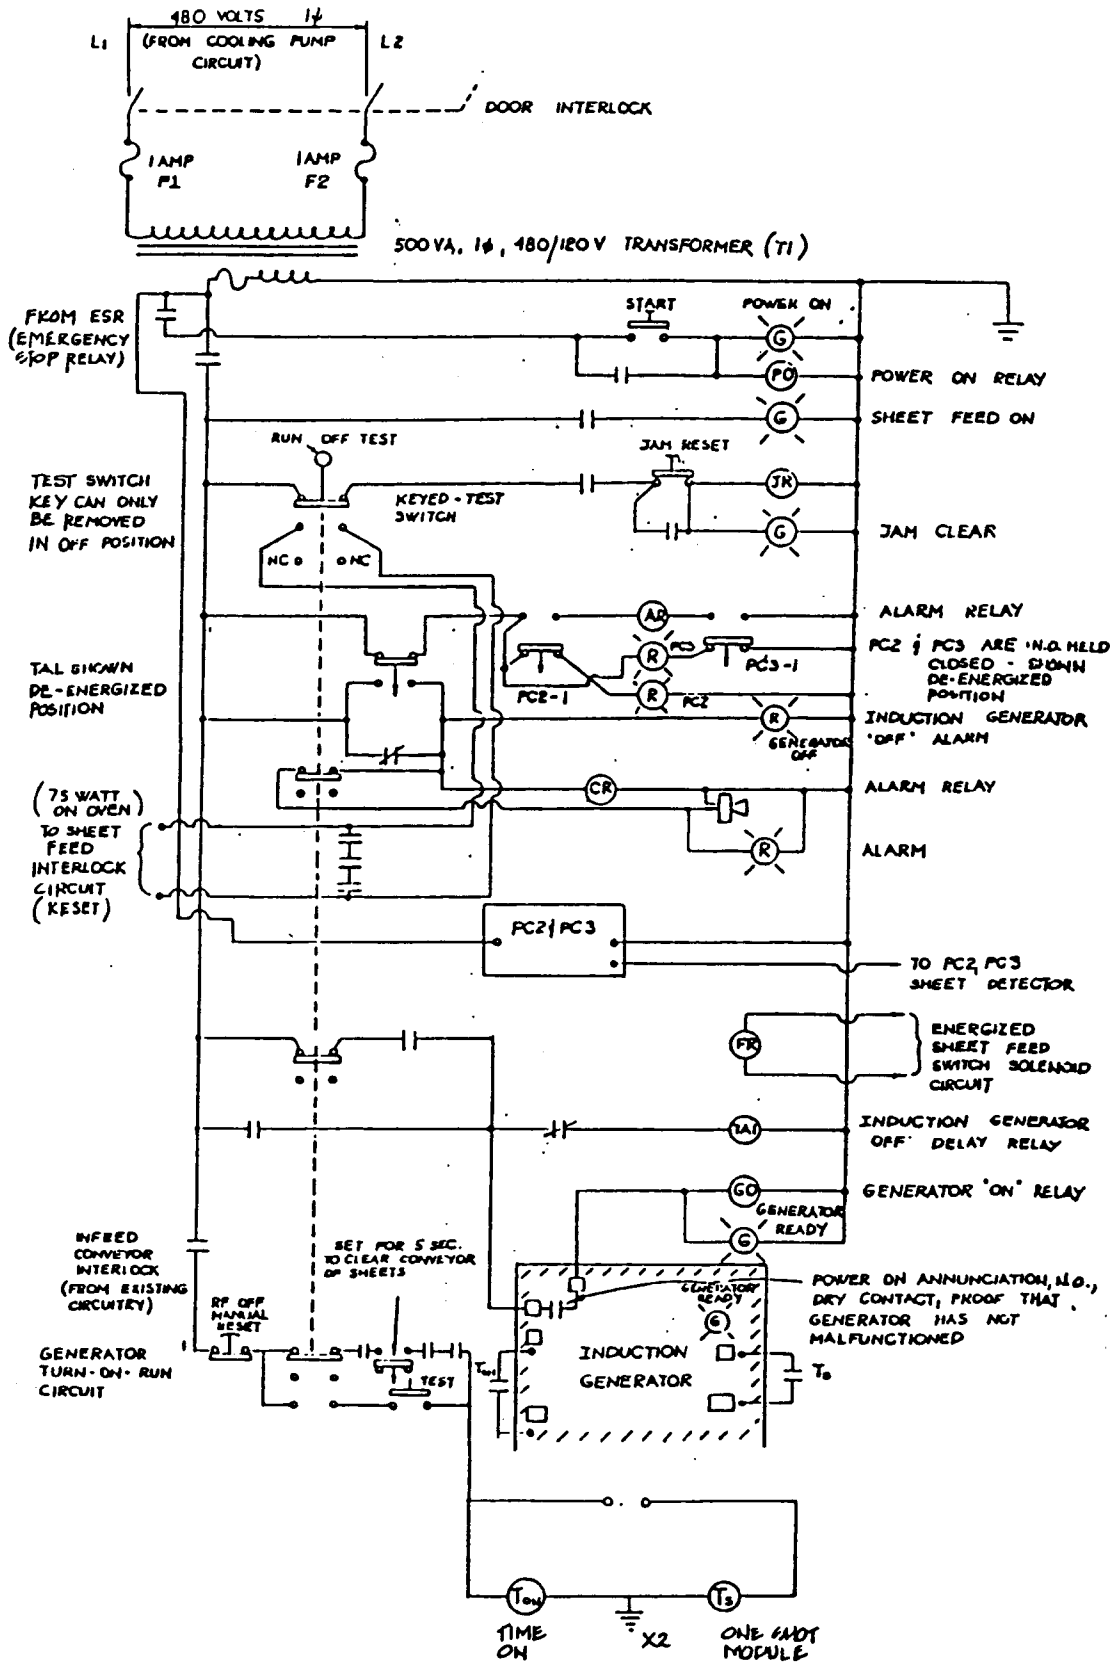 480 VOLTS 1φ
L1
(FROM COOLING PUMP
CIRCUIT)
L2
DOOR INTERLOCK
1 AMP
F1
1 AMP
F2
500 VA, 1φ, 480/120 V TRANSFORMER (T1)
FROM ESR
(EMERGENCY
STOP RELAY)
START
POWER ON
G
PO
POWER ON RELAY
G
SHEET FEED ON
RUN OFF TEST
TEST SWITCH
KEY CAN ONLY
BE REMOVED
IN OFF POSITION
KEYED-TEST
SWITCH
JAM RESET
JR
G
JAM CLEAR
NC
NC
AR
ALARM RELAY
R
PC3
PC3-1
PC2 & PC3 ARE N.O. HELD
CLOSED - SHOWN
DE-ENERGIZED
POSITION
PC2-1
R
PC2
TA1 SHOWN
DE-ENERGIZED
POSITION
R
GENERATOR
OFF
INDUCTION GENERATOR
"OFF" ALARM
CR
ALARM RELAY
R
ALARM
(75 WATT
ON OVEN)
TO SHEET
FEED
INTERLOCK
CIRCUIT
(RESET)
PC2 & PC3
TO PC2, PC3
SHEET DETECTOR
FR
ENERGIZED
SHEET FEED
SWITCH SOLENOID
CIRCUIT
TA1
INDUCTION GENERATOR
OFF' DELAY RELAY
GO
GENERATOR "ON" RELAY
GENERATOR
READY
G
INFEED
CONVEYOR
INTERLOCK
(FROM EXISTING
CIRCUITRY)
SET FOR 5 SEC.
TO CLEAR CONVEYOR
OF SHEETS
RF OFF
MANUAL
RESET
GENERATOR
TURN-ON-RUN
CIRCUIT
TEST
TON
GENERATOR
READY
G
INDUCTION
GENERATOR
TS
POWER ON ANNUNCIATION, N.O.,
DRY CONTACT, PROOF THAT
GENERATOR HAS NOT
MALFUNCTIONED
TON
TIME
ON
X2
TS
ONE SHOT
MODULE